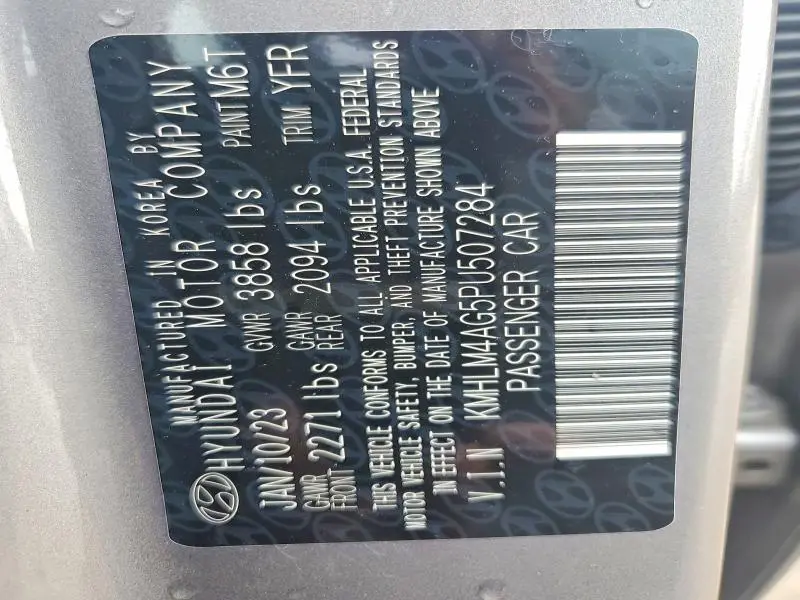 MANUFACTURED IN KOREA BY
HYUNDAI MOTOR COMPANY
JAN/10/23 GVWR 3858 lbs PAINT M6T
GAWR FRONT 2271 lbs GAWR REAR 2094 lbs TRIM YFR
THIS VEHICLE CONFORMS TO ALL APPLICABLE U.S.A. FEDERAL
MOTOR VEHICLE SAFETY, BUMPER, AND THEFT PREVENTION STANDARDS
IN EFFECT ON THE DATE OF MANUFACTURE SHOWN ABOVE
V.I.N KMHLM4AG5PU507284
PASSENGER CAR